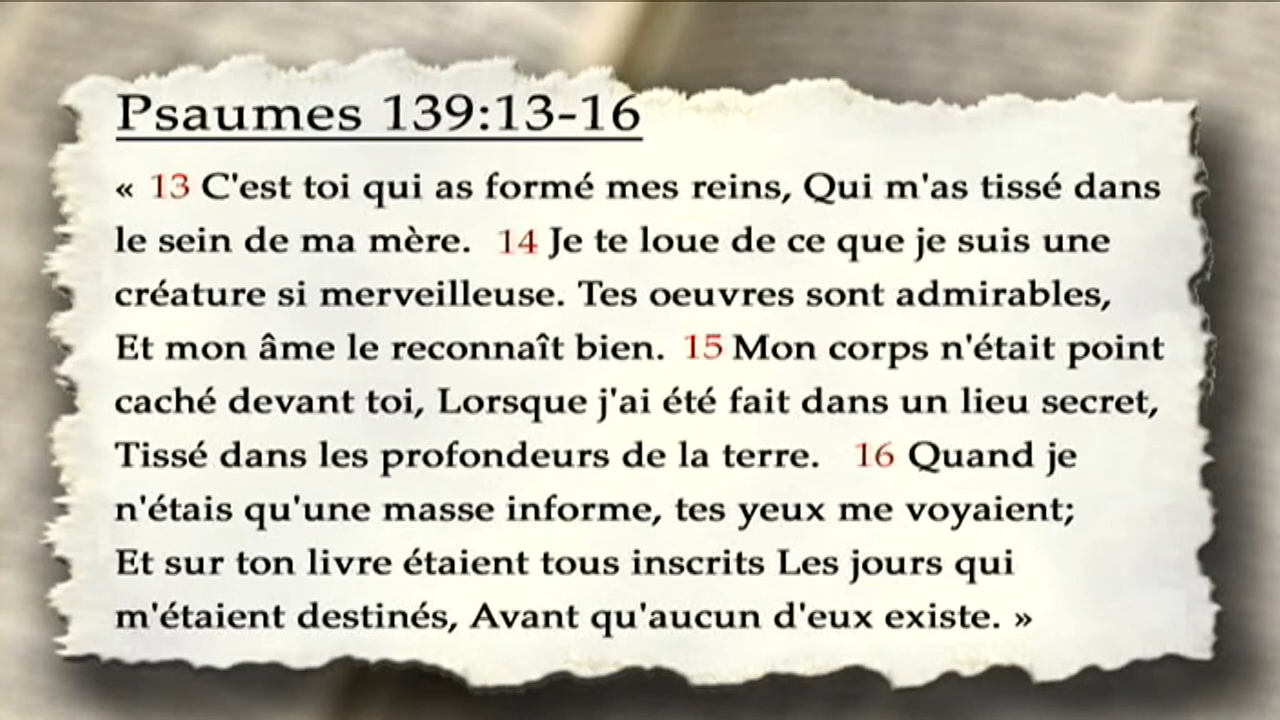 Psaumes 139:13-16
« 13 C'est toi qui as formé mes reins, Qui m'as tissé dans
le sein de ma mère. 14 Je te loue de ce que je suis une
créature si merveilleuse. Tes oeuvres sont admirables,
Et mon âme le reconnaît bien. 15 Mon corps n'était point
caché devant toi, Lorsque j'ai été fait dans un lieu secret,
Tissé dans les profondeurs de la terre. 16 Quand je
n'étais qu'une masse informe, tes yeux me voyaient;
Et sur ton livre étaient tous inscrits Les jours qui
m'étaient destinés, Avant qu'aucun d'eux existe. »